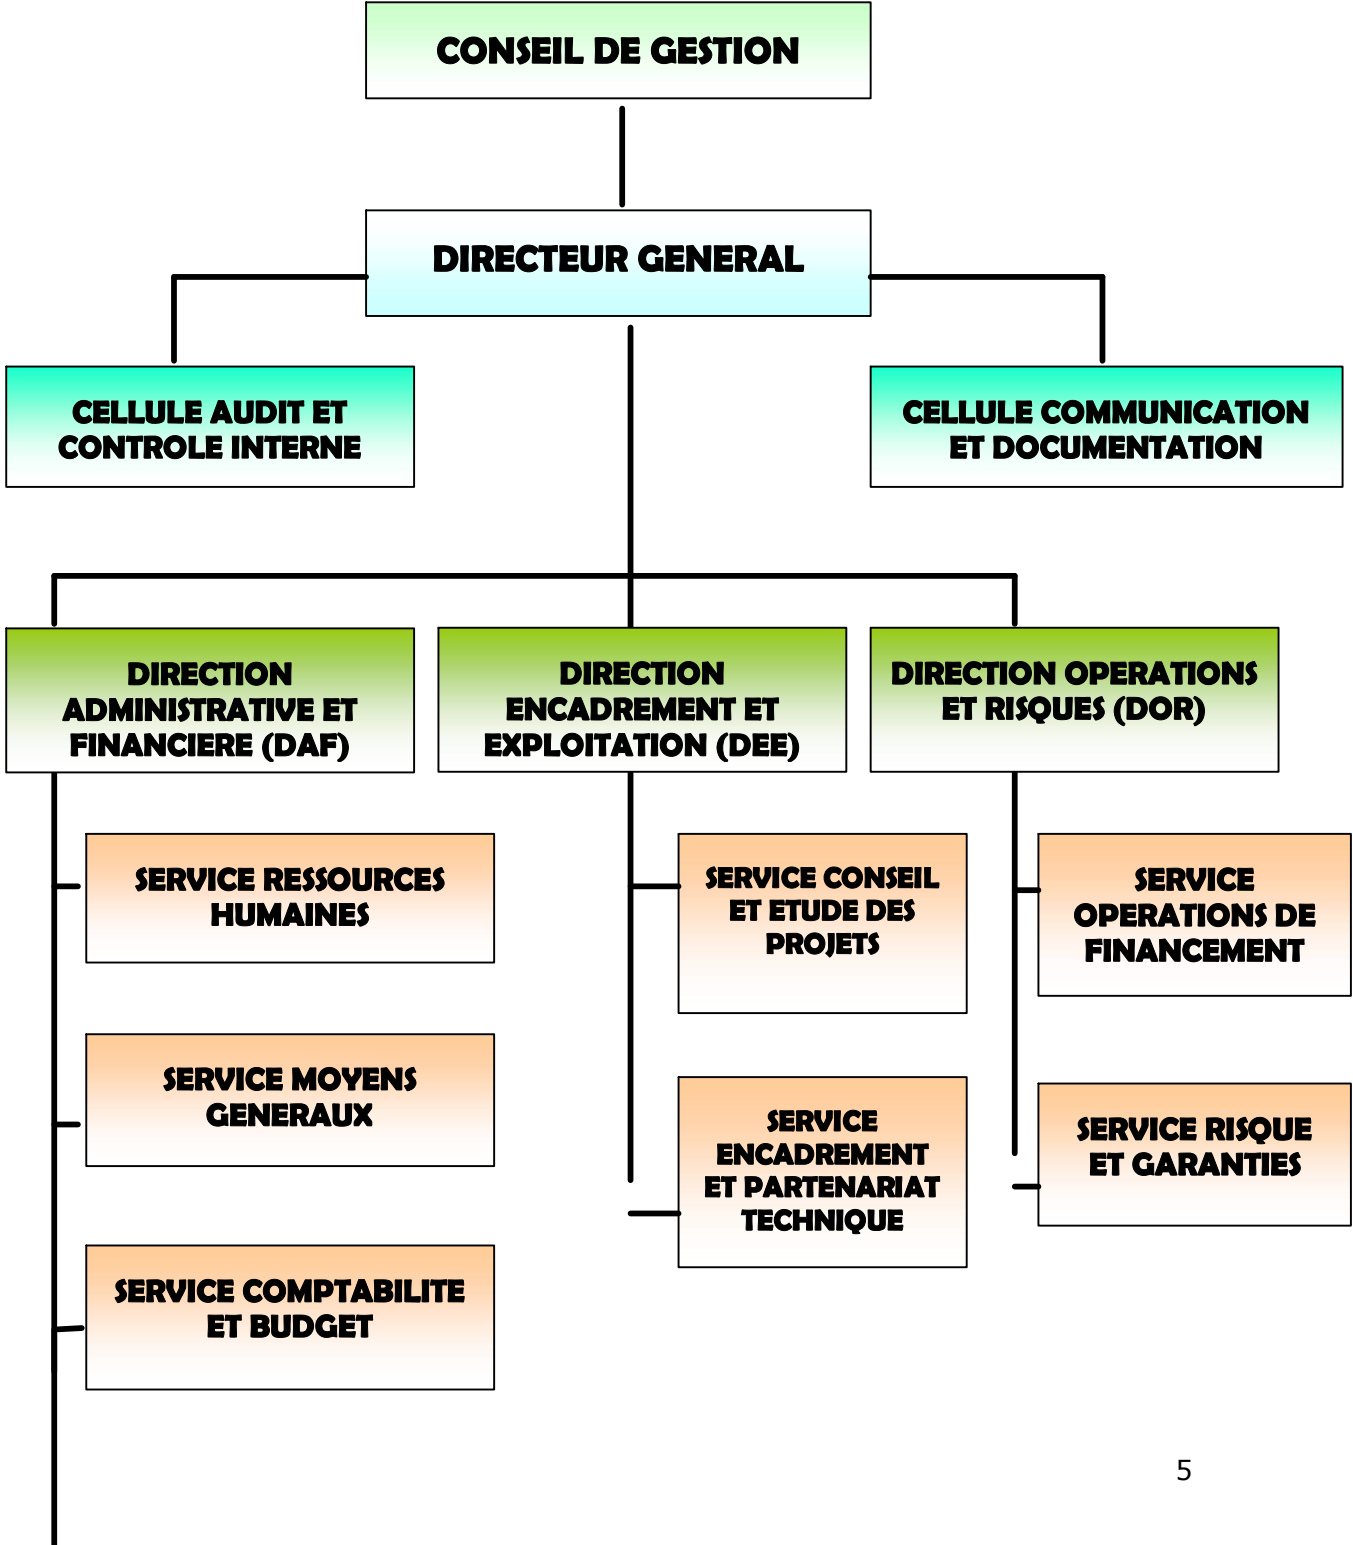 CONSEIL DE GESTION
DIRECTEUR GENERAL
CELLULE AUDIT ET
CONTROLE INTERNE
CELLULE COMMUNICATION
ET DOCUMENTATION
DIRECTION
ADMINISTRATIVE ET
FINANCIERE (DAF)
DIRECTION
ENCADREMENT ET
EXPLOITATION (DEE)
DIRECTION OPERATIONS
ET RISQUES (DOR)
SERVICE RESSOURCES
HUMAINES
SERVICE MOYENS
GENERAUX
SERVICE COMPTABILITE
ET BUDGET
SERVICE CONSEIL
ET ETUDE DES
PROJETS
SERVICE
ENCADREMENT
ET PARTENARIAT
TECHNIQUE
SERVICE
OPERATIONS DE
FINANCEMENT
SERVICE RISQUE
ET GARANTIES
5